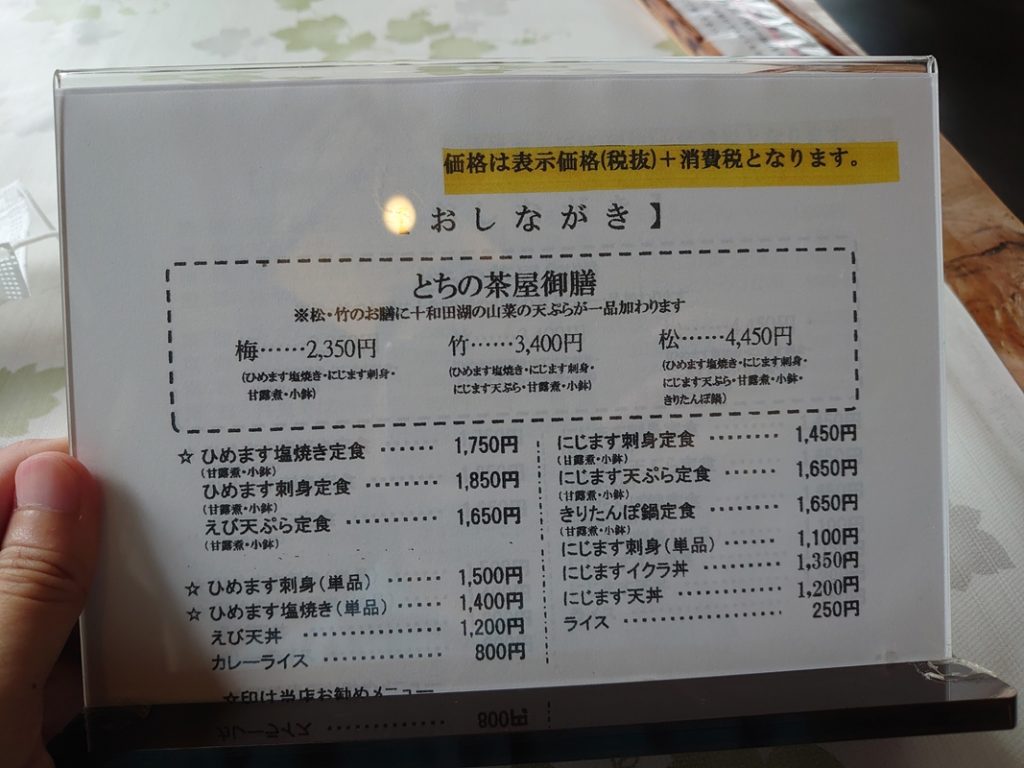 価格は表示価格(税抜)＋消費税となります。
おしながき】
とちの茶屋御膳
※松・竹のお膳に十和田湖の山菜の天ぷらが一品加わります
梅……2,350円
(ひめます塩焼き・にじます刺身・
甘露煮・小鉢)
竹……3,400円
(ひめます塩焼き・にじます刺身・
にじます天ぷら・甘露煮・小鉢)
松……4,450円
(ひめます塩焼き・にじます刺身・
にじます天ぷら・甘露煮・小鉢・
きりたんぽ鍋)
☆ ひめます塩焼き定食 …… 1,750円
(甘露煮・小鉢)
ひめます刺身定食 ……… 1,850円
(甘露煮・小鉢)
えび天ぷら定食 ………… 1,650円
(甘露煮・小鉢)
☆ ひめます刺身(単品) …… 1,500円
☆ ひめます塩焼き(単品) …… 1,400円
えび天丼 ……………… 1,200円
カレーライス …………… 800円
☆印は当店お勧めメニュー
にじます刺身定食 ……… 1,450円
(甘露煮・小鉢)
にじます天ぷら定食 …… 1,650円
(甘露煮・小鉢)
きりたんぽ鍋定食 ……… 1,650円
(甘露煮・小鉢)
にじます刺身(単品) …… 1,100円
にじますイクラ丼 ……… 1,350円
にじます天丼 ………… 1,200円
ライス ……………… 250円